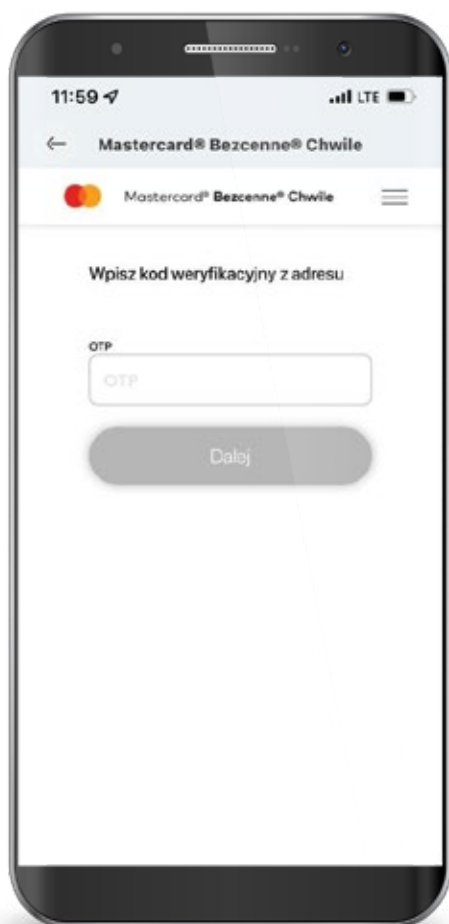 11:59 LTE
Mastercard® Bezcenne® Chwile
Mastercard® Bezcenne® Chwile
Wpisz kod weryfikacyjny z adresu
OTP
OTP
Dalej